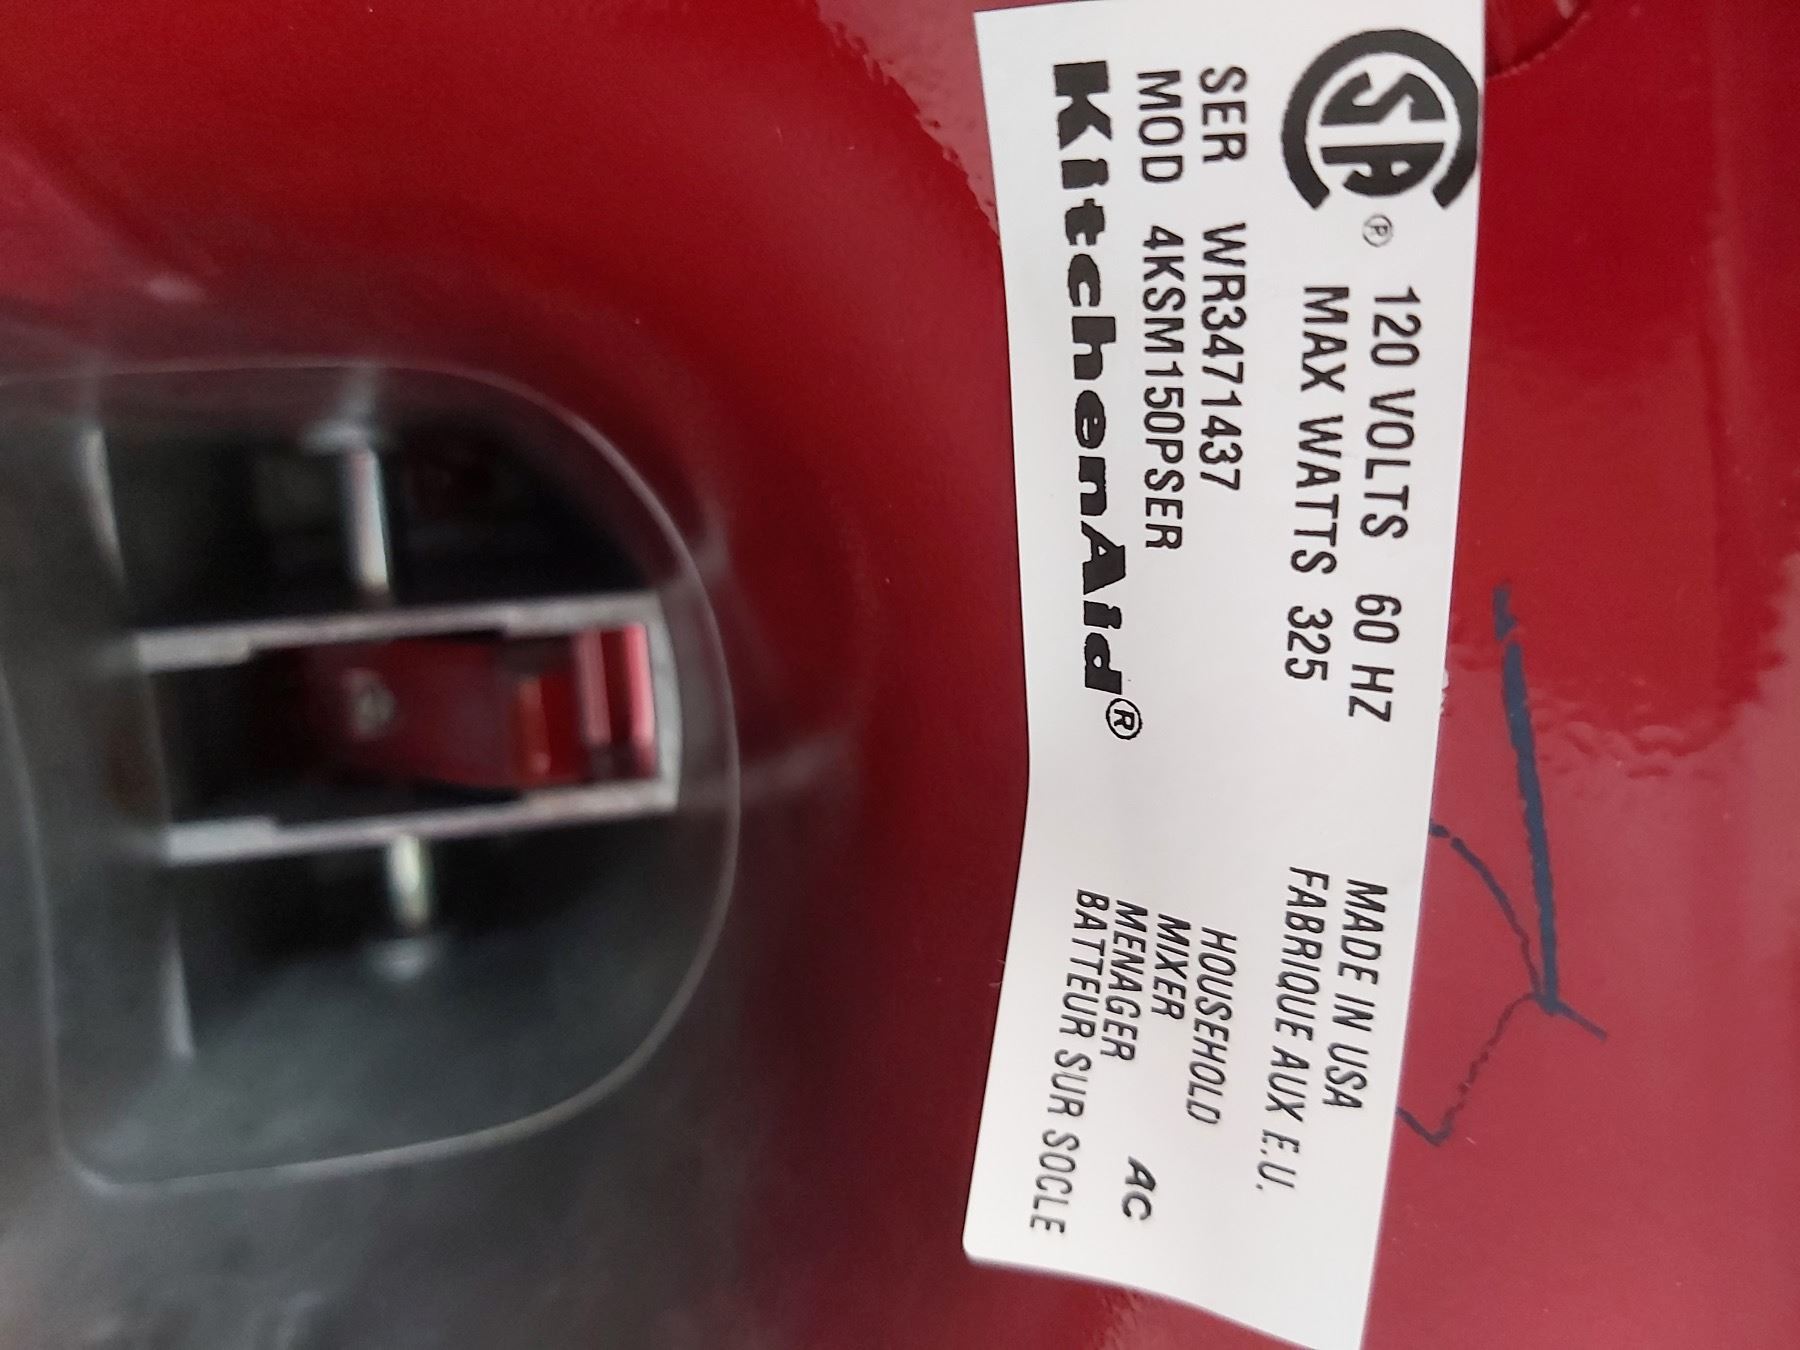 CSA® 120 VOLTS 60 HZ
MAX WATTS 325
SER WR3471437
MOD 4KSM150PSER
KitchenAid®
MADE IN USA
FABRIQUE AUX E.U.
HOUSEHOLD
MIXER
MENAGER AC
BATTEUR SUR SOCLE